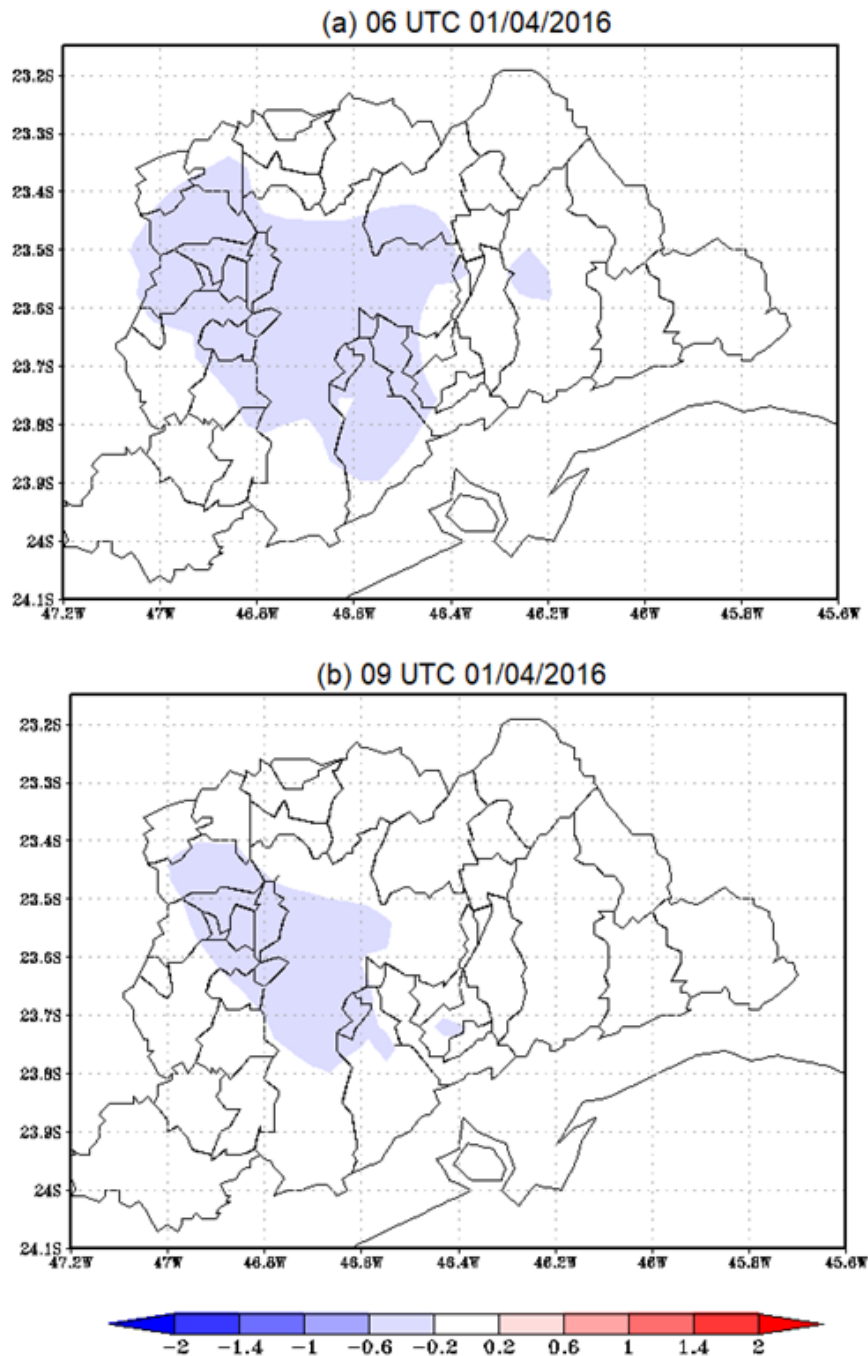 (a) 06 UTC 01/04/2016
23.2S
23.3S
23.4S
23.5S
23.6S
23.7S
23.8S
23.9S
24S
24.1S
47.2W 47W 46.8W 46.6W 46.4W 46.2W 46W 45.8W 45.6W
(b) 09 UTC 01/04/2016
23.2S
23.3S
23.4S
23.5S
23.6S
23.7S
23.8S
23.9S
24S
24.1S
47.2W 47W 46.8W 46.6W 46.4W 46.2W 46W 45.8W 45.6W
-2 -1.4 -1 -0.6 -0.2 0.2 0.6 1 1.4 2